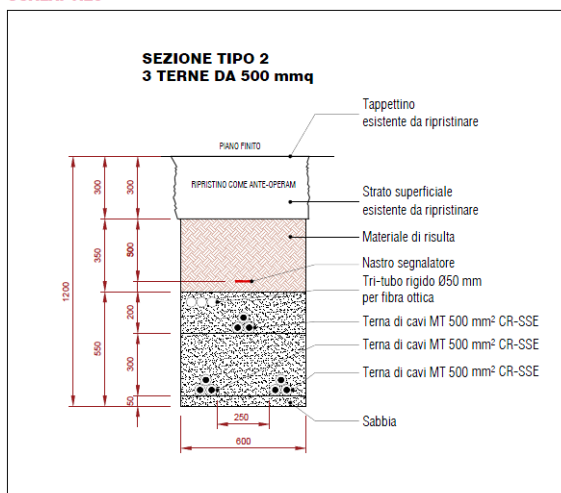 SEZIONE TIPO 2
3 TERNE DA 500 mmq
Tappettino
esistente da ripristinare
PIANO FINITO
RIPRISTINO COME ANTE-OPERAM
Strato superficiale
esistente da ripristinare
Materiale di risulta
Nastro segnalatore
Tri-tubo rigido Ø50 mm
per fibra ottica
Terna di cavi MT 500 mm² CR-SSE
Terna di cavi MT 500 mm² CR-SSE
Terna di cavi MT 500 mm² CR-SSE
Sabbia
1200
300
350
550
300
200
300
50
250
600